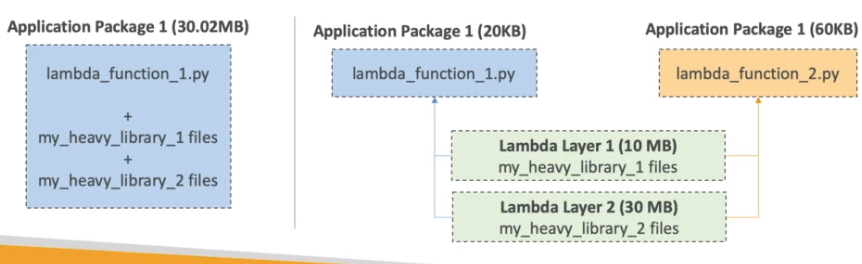 Application Package 1 (30.02MB)
lambda_function_1.py
+
my_heavy_library_1 files
+
my_heavy_library_2 files
Application Package 1 (20KB)
lambda_function_1.py
Application Package 1 (60KB)
lambda_function_2.py
Lambda Layer 1 (10 MB)
my_heavy_library_1 files
Lambda Layer 2 (30 MB)
my_heavy_library_2 files